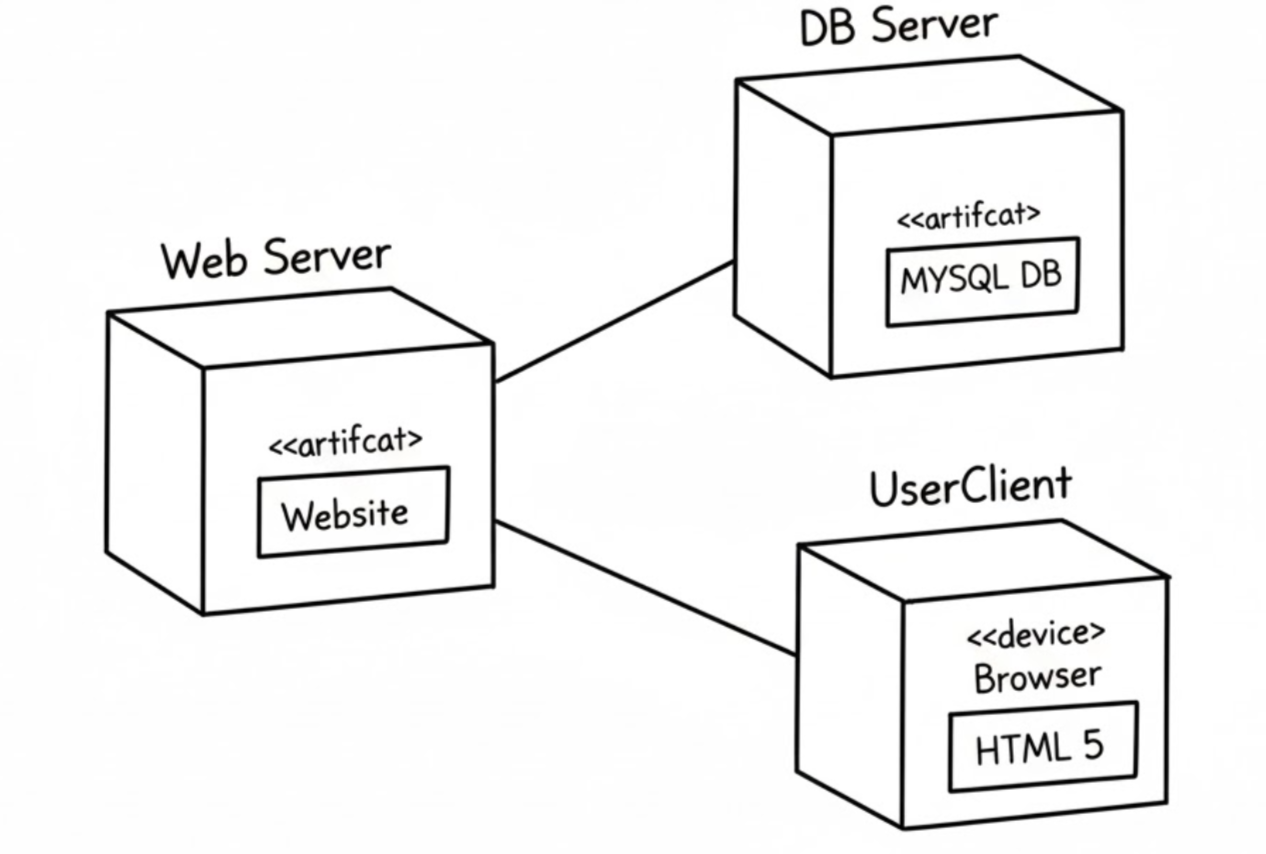 DB Server
<<artifcat>
MYSQL DB
Web Server
<<artifcat>
Website
UserClient
<<device>
Browser
HTML 5